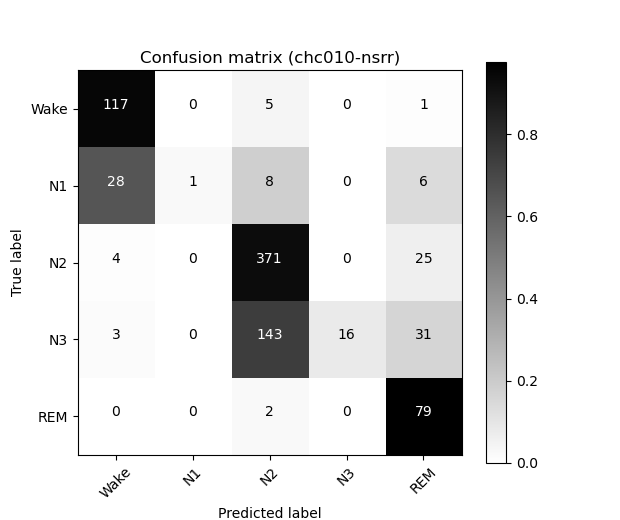 Confusion matrix (chc010-nsrr)
Wake 117 0 5 0 1
N1 28 1 8 0 6
N2 4 0 371 0 25
N3 3 0 143 16 31
REM 0 0 2 0 79
Wake N1 N2 N3 REM
Predicted label
True label
0.8
0.6
0.4
0.2
0.0